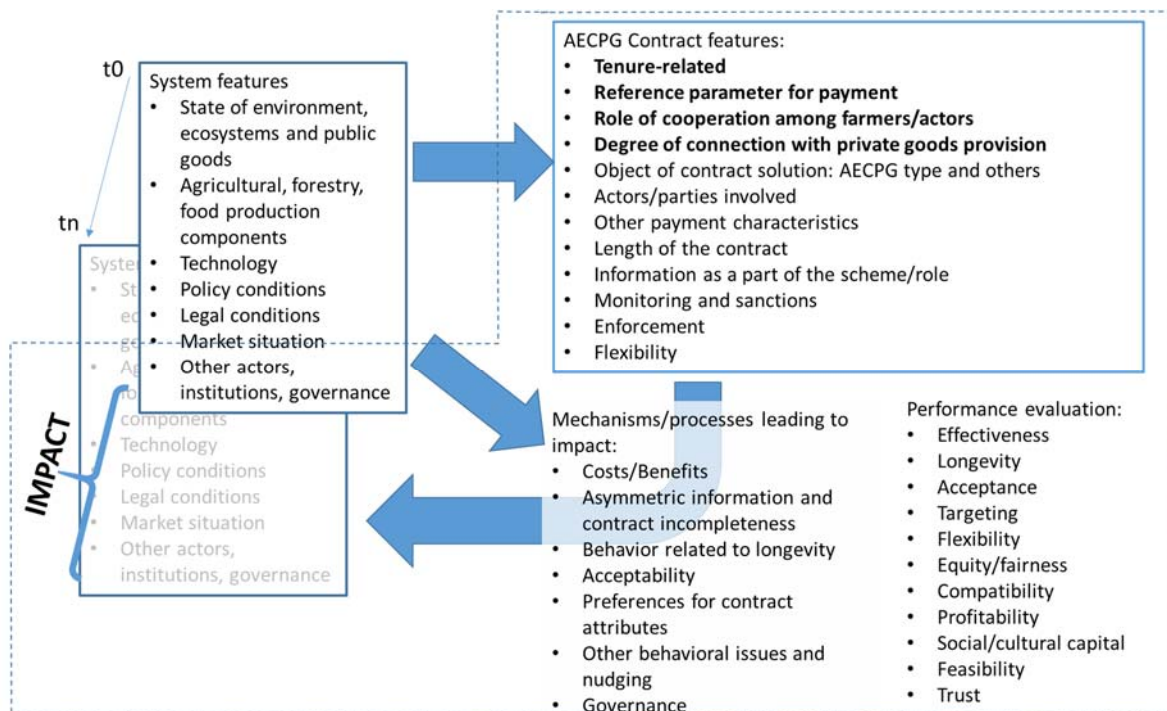 t0
System features
• State of environment,
ecosystems and public
goods
• Agricultural, forestry,
food production
components
• Technology
• Policy conditions
• Legal conditions
• Market situation
• Other actors,
institutions, governance
AECPG Contract features:
• Tenure-related
• Reference parameter for payment
• Role of cooperation among farmers/actors
• Degree of connection with private goods provision
• Object of contract solution: AECPG type and others
• Actors/parties involved
• Other payment characteristics
• Length of the contract
• Information as a part of the scheme/role
• Monitoring and sanctions
• Enforcement
• Flexibility
tn
components
• Technology
• Policy conditions
• Legal conditions
• Market situation
• Other actors,
institutions, governance
IMPACT
Mechanisms/processes leading to
impact:
• Costs/Benefits
• Asymmetric information and
contract incompleteness
• Behavior related to longevity
• Acceptability
• Preferences for contract
attributes
• Other behavioral issues and
nudging
• Governance
Performance evaluation:
• Effectiveness
• Longevity
• Acceptance
• Targeting
• Flexibility
• Equity/fairness
• Compatibility
• Profitability
• Social/cultural capital
• Feasibility
• Trust